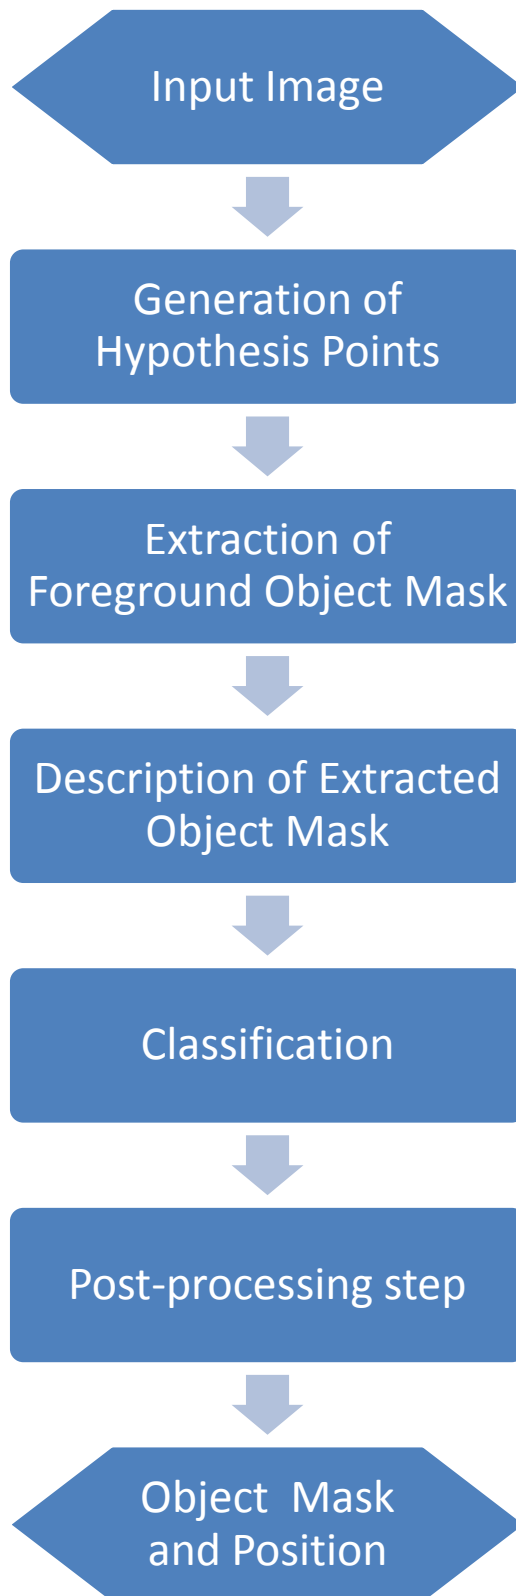 Input Image
Generation of
Hypothesis Points
Extraction of
Foreground Object Mask
Description of Extracted
Object Mask
Classification
Post-processing step
Object Mask
and Position